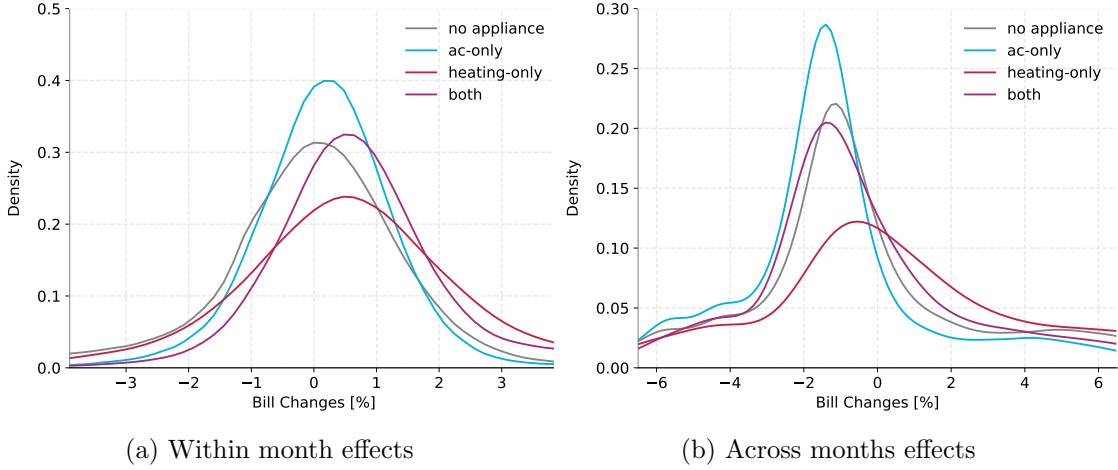 0.5
0.4
0.3
0.2
0.1
0.0
Density
−3 −2 −1 0 1 2 3
Bill Changes [%]
no appliance
ac-only
heating-only
both
(a) Within month effects
0.30
0.25
0.20
0.15
0.10
0.05
0.00
Density
−6 −4 −2 0 2 4 6
Bill Changes [%]
no appliance
ac-only
heating-only
both
(b) Across months effects